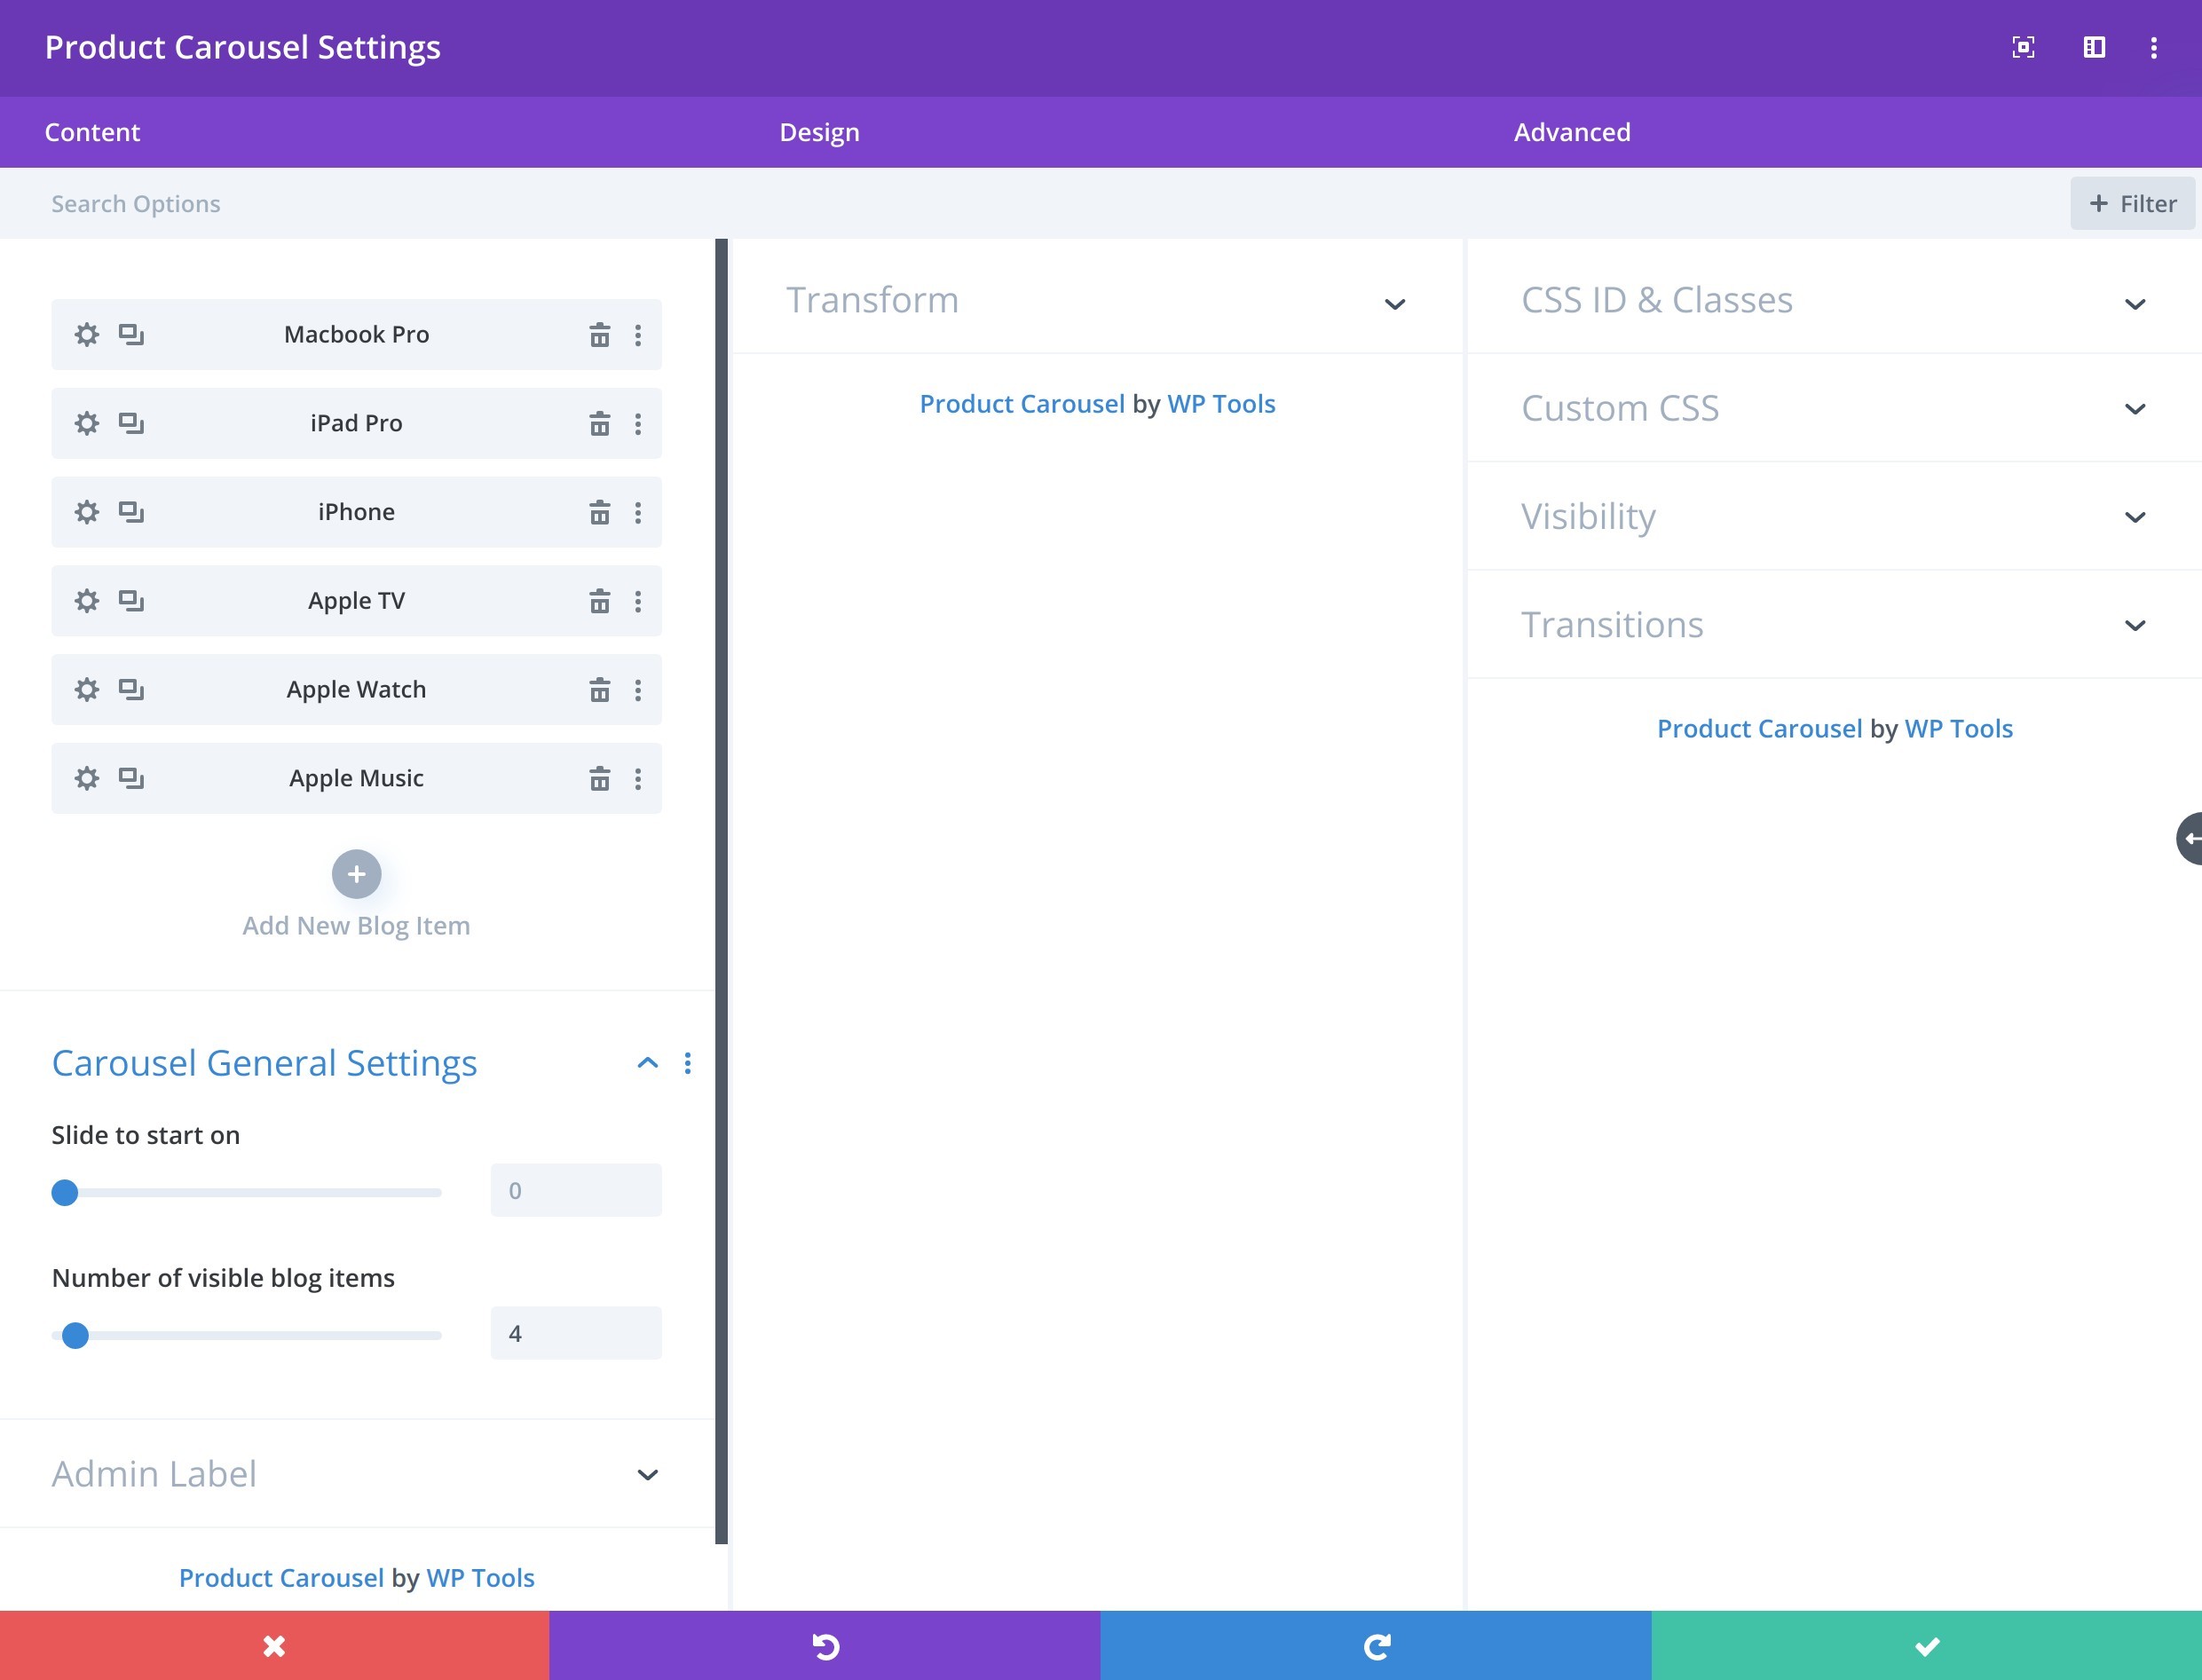 Product Carousel Settings
Content
Design
Advanced
Search Options
+ Filter
Macbook Pro
iPad Pro
iPhone
Apple TV
Apple Watch
Apple Music
Add New Blog Item
Carousel General Settings
Slide to start on
0
Number of visible blog items
4
Admin Label
Product Carousel by WP Tools
Transform
Product Carousel by WP Tools
CSS ID & Classes
Custom CSS
Visibility
Transitions
Product Carousel by WP Tools